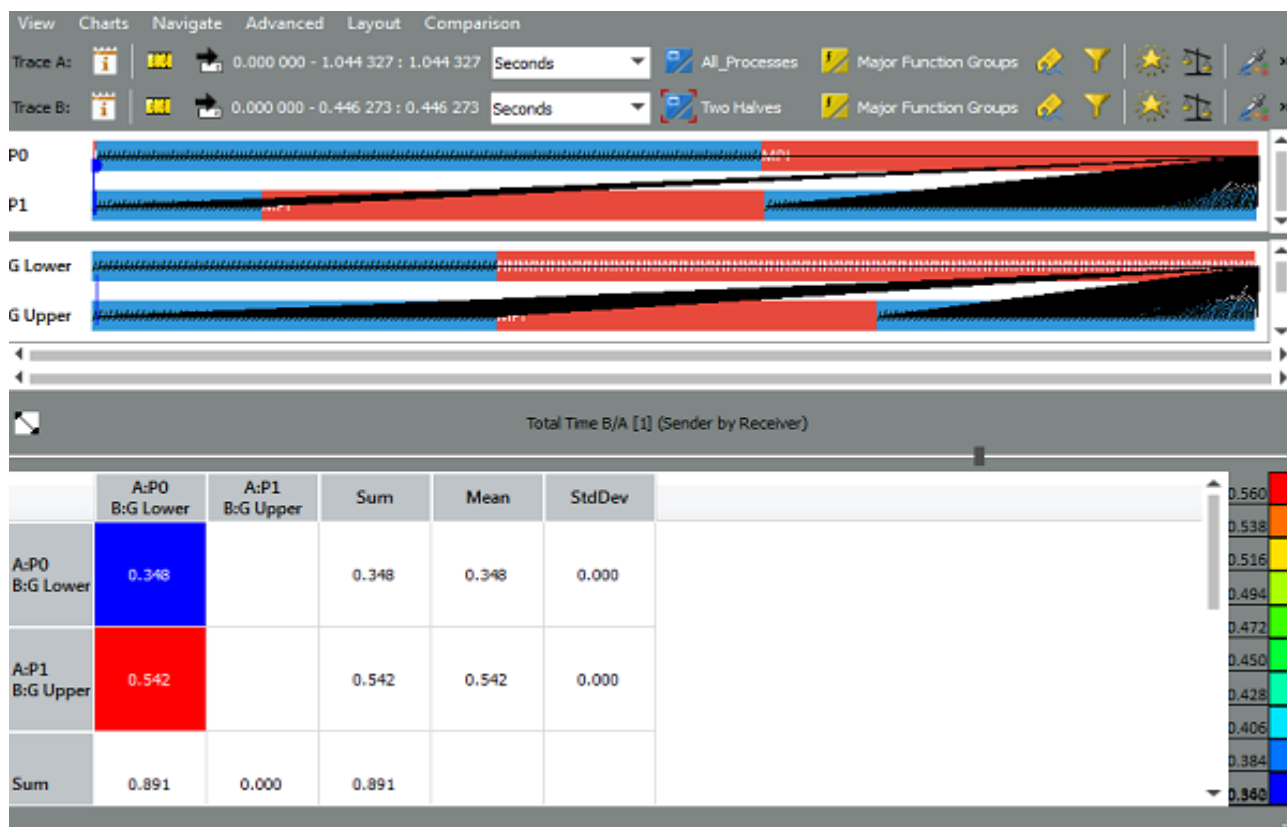 View Charts Navigate Advanced Layout Comparison
Trace A: 0.000 000 - 1.044 327 : 1.044 327 Seconds All_Processes Major Function Groups »
Trace B: 0.000 000 - 0.446 273 : 0.446 273 Seconds Two Halves Major Function Groups »
P0 MPI
P1 MPI
G Lower
G Upper MPI
Total Time B/A [1] (Sender by Receiver)
A:P0 A:P1 Sum Mean StdDev
B:G Lower B:G Upper
A:P0
B:G Lower 0.348 0.348 0.348 0.000
A:P1
B:G Upper 0.542 0.542 0.542 0.000
Sum 0.891 0.000 0.891
0.560
0.538
0.516
0.494
0.472
0.450
0.428
0.406
0.384